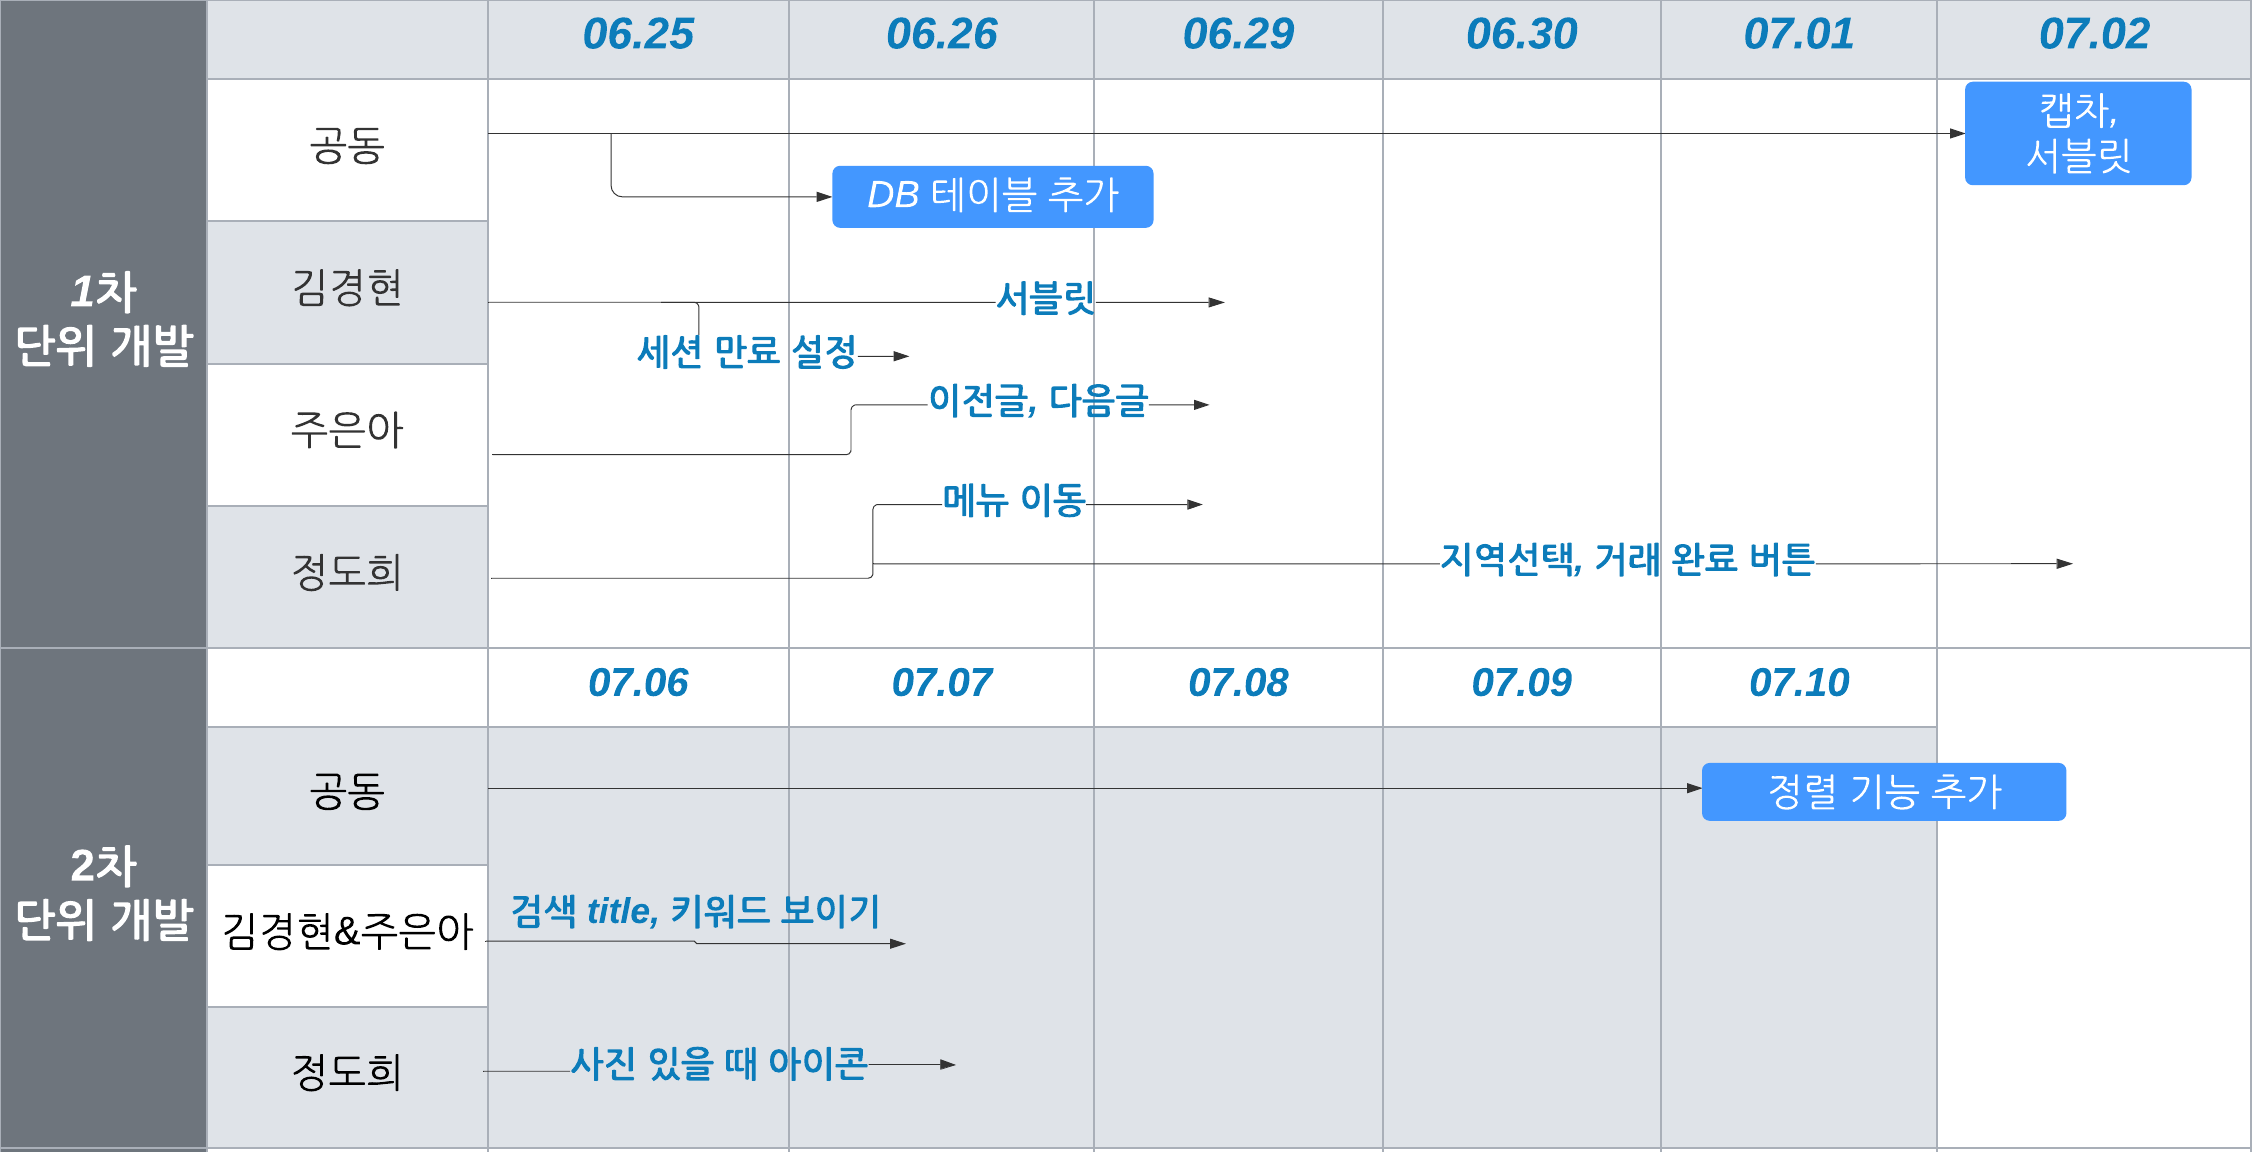 06.25 06.26 06.29 06.30 07.01 07.02
1차
단위 개발
공동
캡차,
서블릿
DB 테이블 추가
김경현
서블릿
세션 만료 설정
주은아
이전글, 다음글
정도희
메뉴 이동
지역선택, 거래 완료 버튼
07.06 07.07 07.08 07.09 07.10
2차
단위 개발
공동
정렬 기능 추가
김경현&주은아
검색 title, 키워드 보이기
정도희
사진 있을 때 아이콘